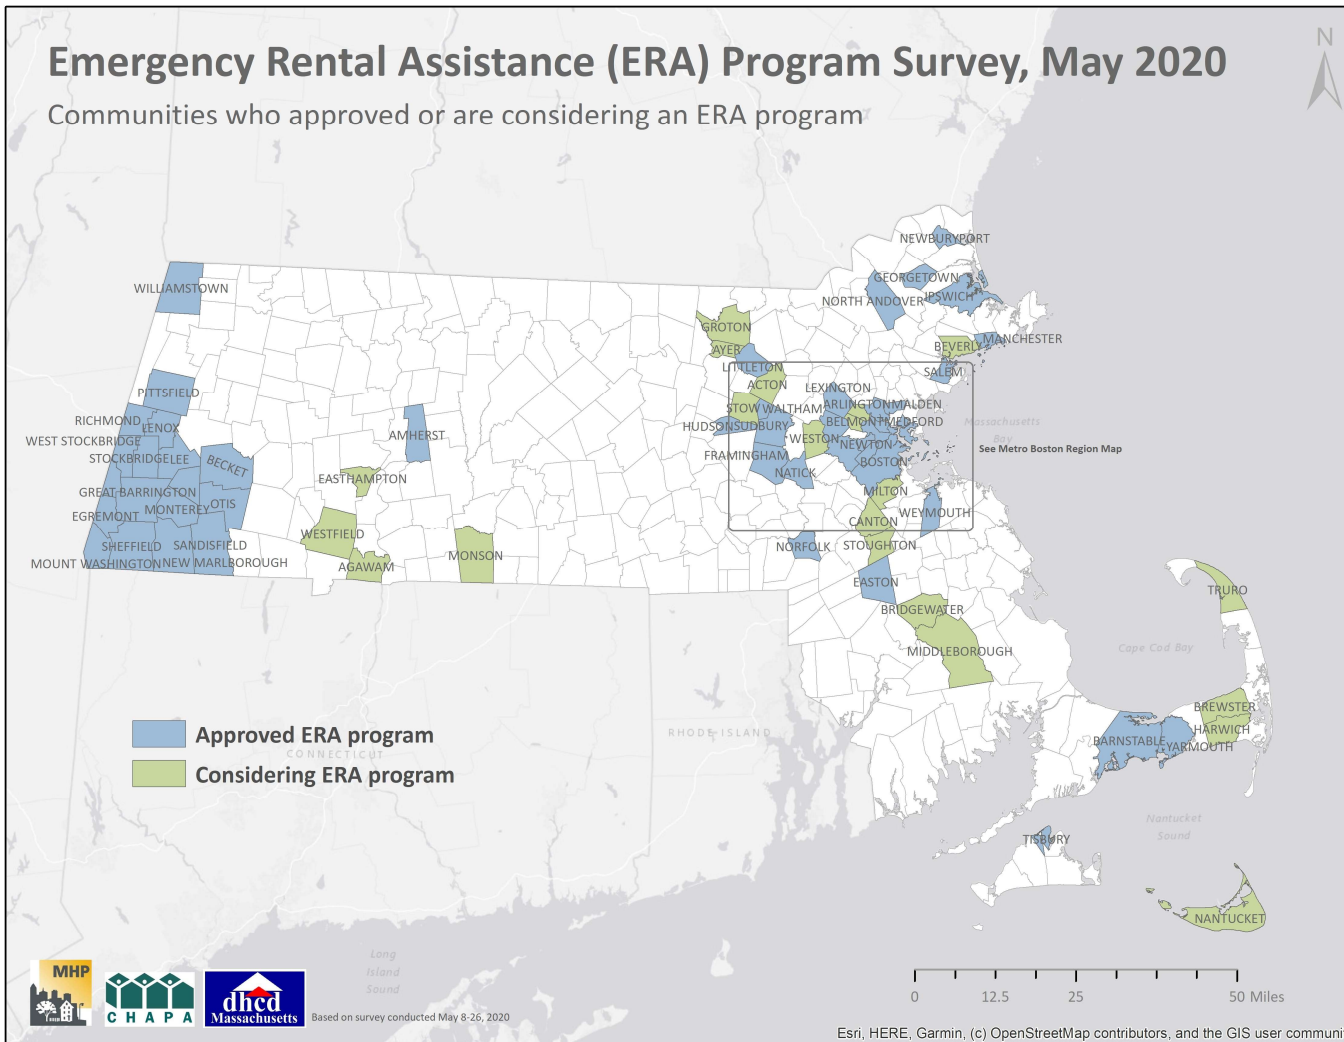 Emergency Rental Assistance (ERA) Program Survey, May 2020
Communities who approved or are considering an ERA program
N
NEWBURYPORT
WILLIAMSTOWN
GEORGETOWN
NORTH ANDOVER
IPSWICH
GROTON
AYER
BEVERLY
MANCHESTER
LITTLETON
SALEM
ACTON
LEXINGTON
PITTSFIELD
STOW
WALTHAM
ARLINGTON
MALDEN
RICHMOND
LENOX
HUDSON
SUDBURY
BELMONT
MEDFORD
Massachusetts
Bay
WEST STOCKBRIDGE
AMHERST
WESTON
NEWTON
See Metro Boston Region Map
STOCKBRIDGE
LEE
BECKET
FRAMINGHAM
BOSTON
NATICK
EASTHAMPTON
GREAT BARRINGTON
MILTON
MONTEREY
OTIS
EGREMONT
CANTON
WEYMOUTH
WESTFIELD
SHEFFIELD
SANDISFIELD
NORFOLK
STOUGHTON
MONSON
MOUNT WASHINGTON
NEW MARLBOROUGH
AGAWAM
EASTON
TRURO
BRIDGEWATER
MIDDLEBOROUGH
Cape Cod Bay
BREWSTER
HARWICH
BARNSTABLE
YARMOUTH
Approved ERA program
CONNECTICUT
RHODE ISLAND
Considering ERA program
Nantucket
Sound
TISBURY
NANTUCKET
Long
Island
Sound
MHP
CHAPA
dhcd
Massachusetts
Based on survey conducted May 8-26, 2020
0 12.5 25 50 Miles
Esri, HERE, Garmin, (c) OpenStreetMap contributors, and the GIS user communi